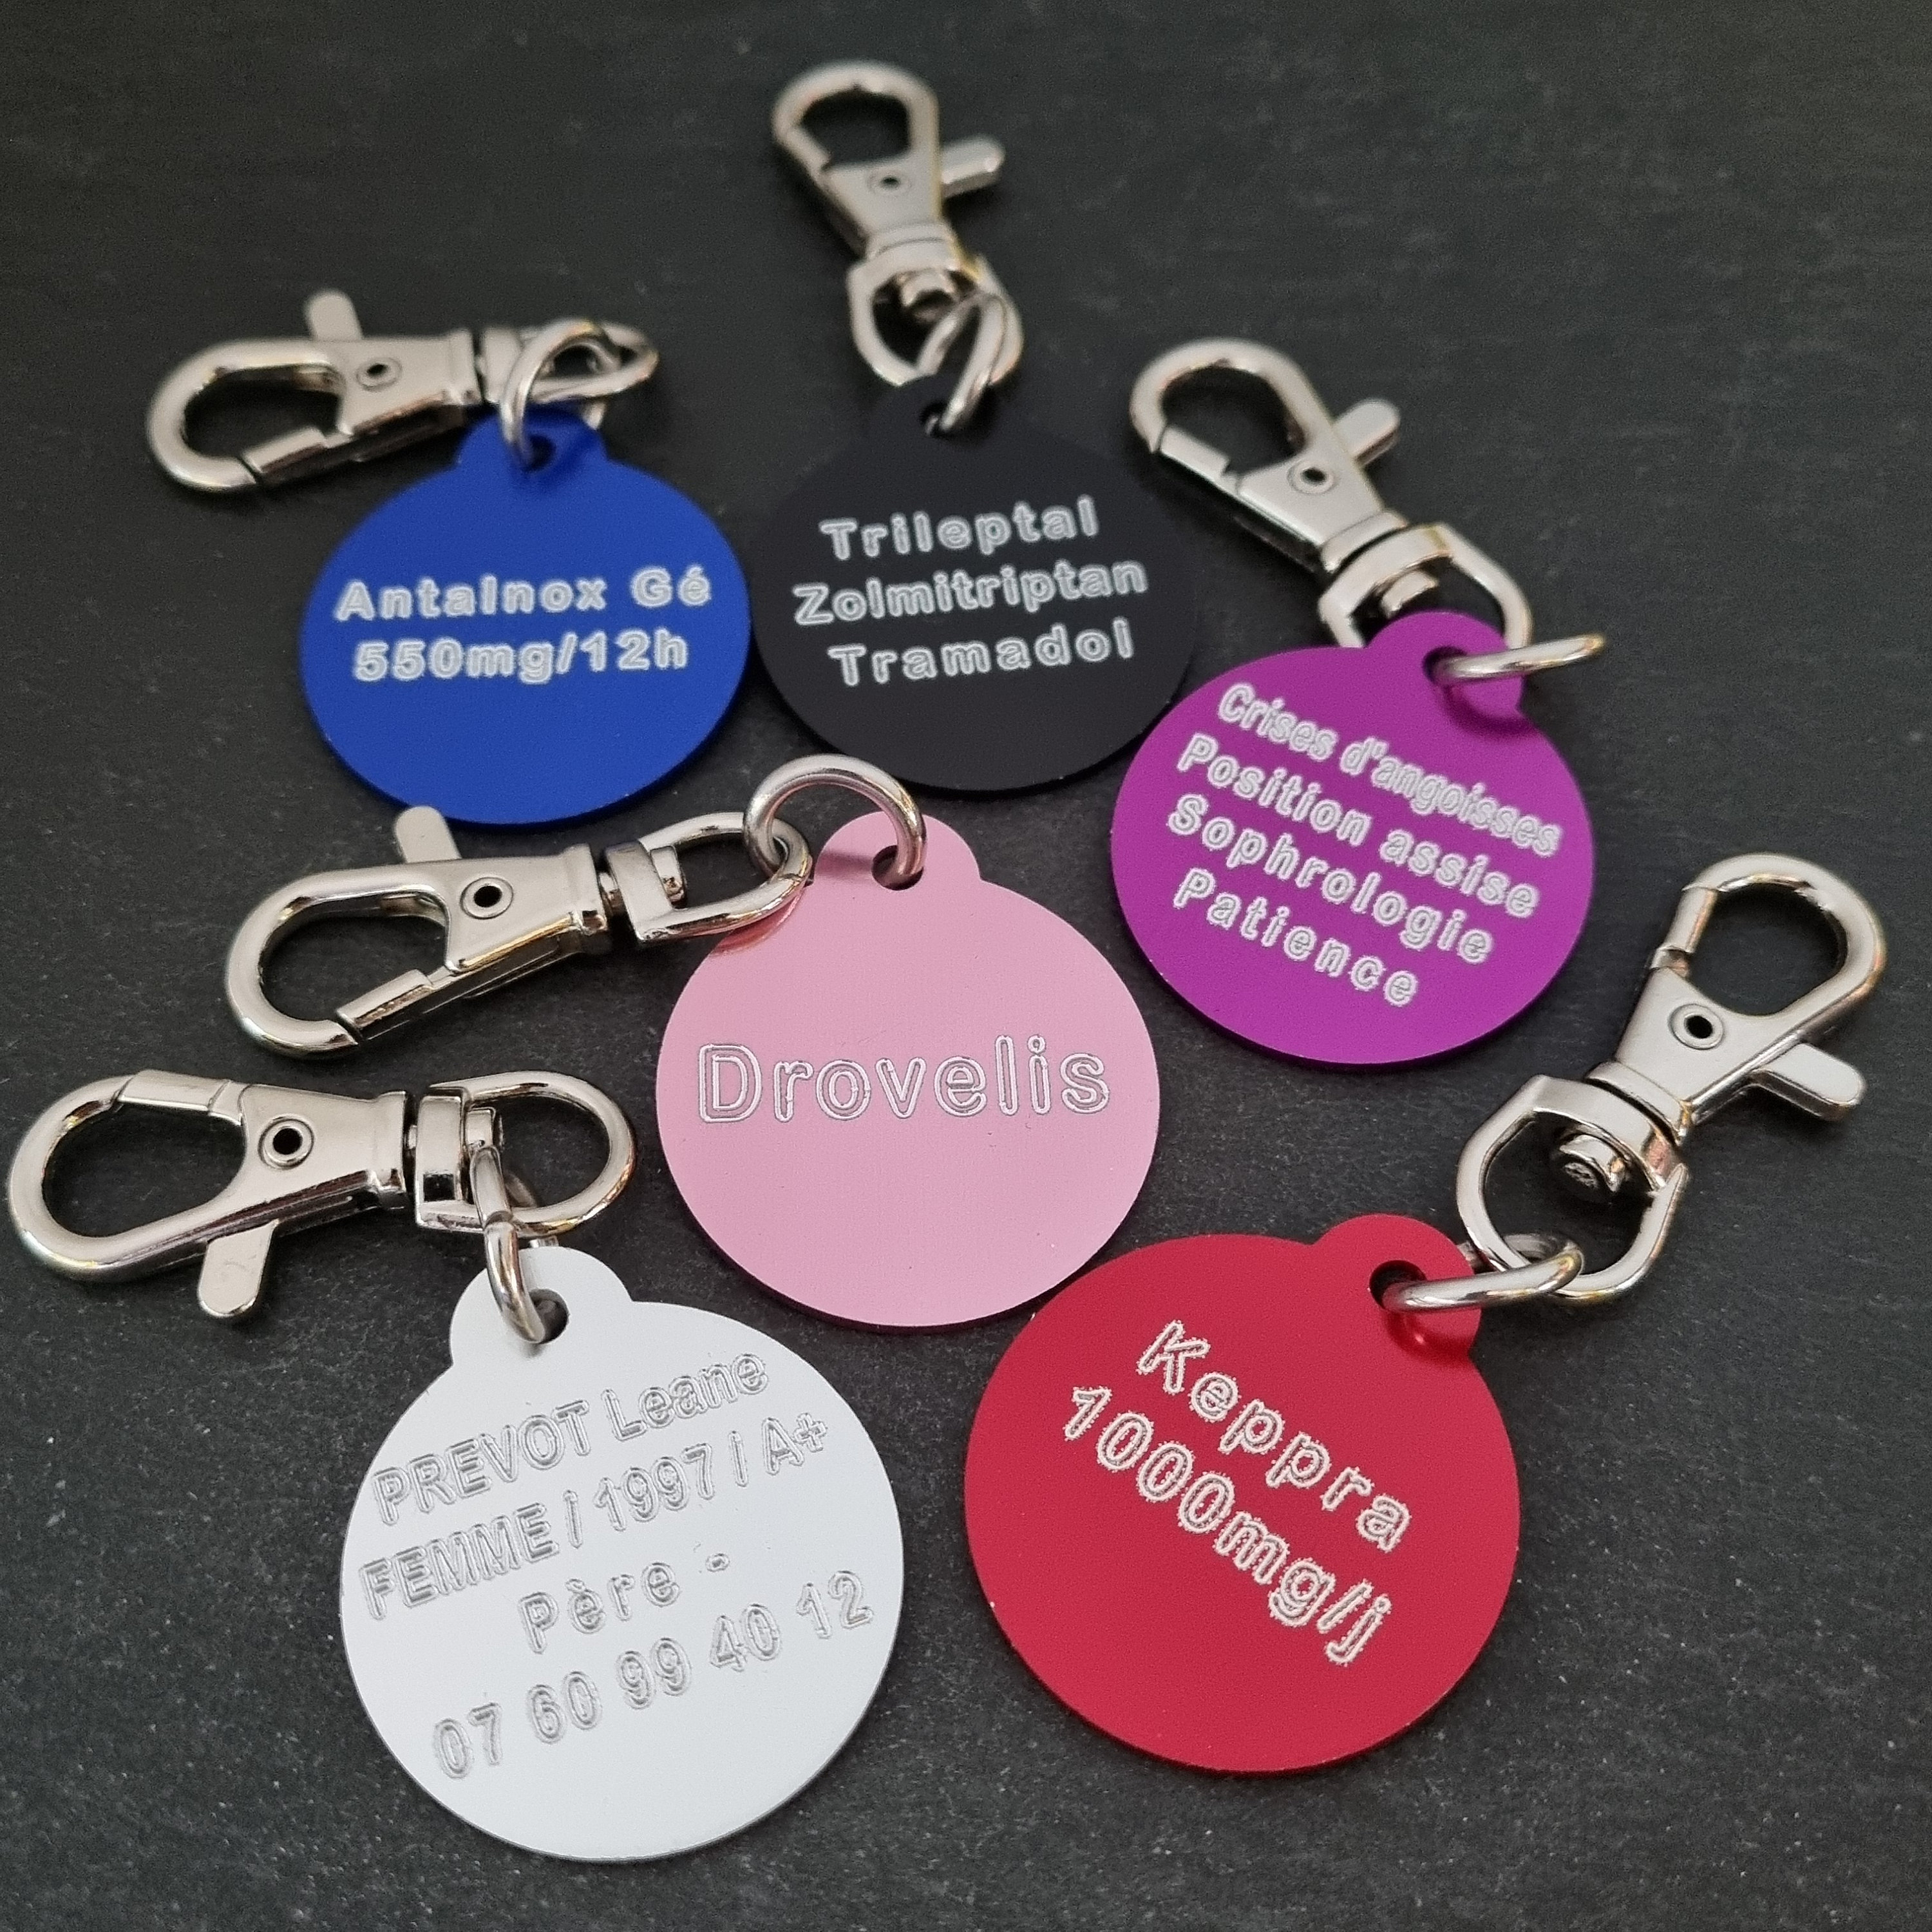 Antalnox Gé
550mg/12h
Trileptal
Zolmitriptan
Tramadol
Crises d'angoisses
Position assise
Sophrologie
Patience
Drovelis
PREVOT Leane
FEMME / 1997 / A+
Père -
07 60 99 40 12
Keppra
1000mg/j